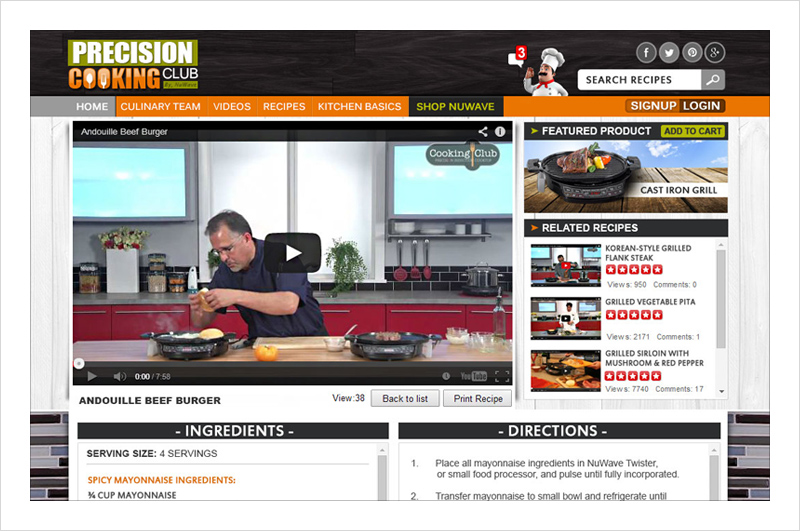 PRECISION
COOKING CLUB
By: NuWave
3
SEARCH RECIPES
HOME
CULINARY TEAM
VIDEOS
RECIPES
KITCHEN BASICS
SHOP NUWAVE
SIGNUP LOGIN
Andouille Beef Burger
Cooking Club
0:00 / 7:58
YouTube
FEATURED PRODUCT
ADD TO CART
CAST IRON GRILL
RELATED RECIPES
KOREAN-STYLE GRILLED
FLANK STEAK
Views: 950 Comments: 0
GRILLED VEGETABLE PITA
Views: 2171 Comments: 1
GRILLED SIRLOIN WITH
MUSHROOM & RED PEPPER
Views: 7740 Comments: 17
ANDOUILLE BEEF BURGER
View:38
Back to list
Print Recipe
- INGREDIENTS -
SERVING SIZE: 4 SERVINGS
SPICY MAYONNAISE INGREDIENTS:
¾ CUP MAYONNAISE
- DIRECTIONS -
1. Place all mayonnaise ingredients in NuWave Twister,
or small food processor, and pulse until fully incorporated.
2. Transfer mayonnaise to small bowl and refrigerate until